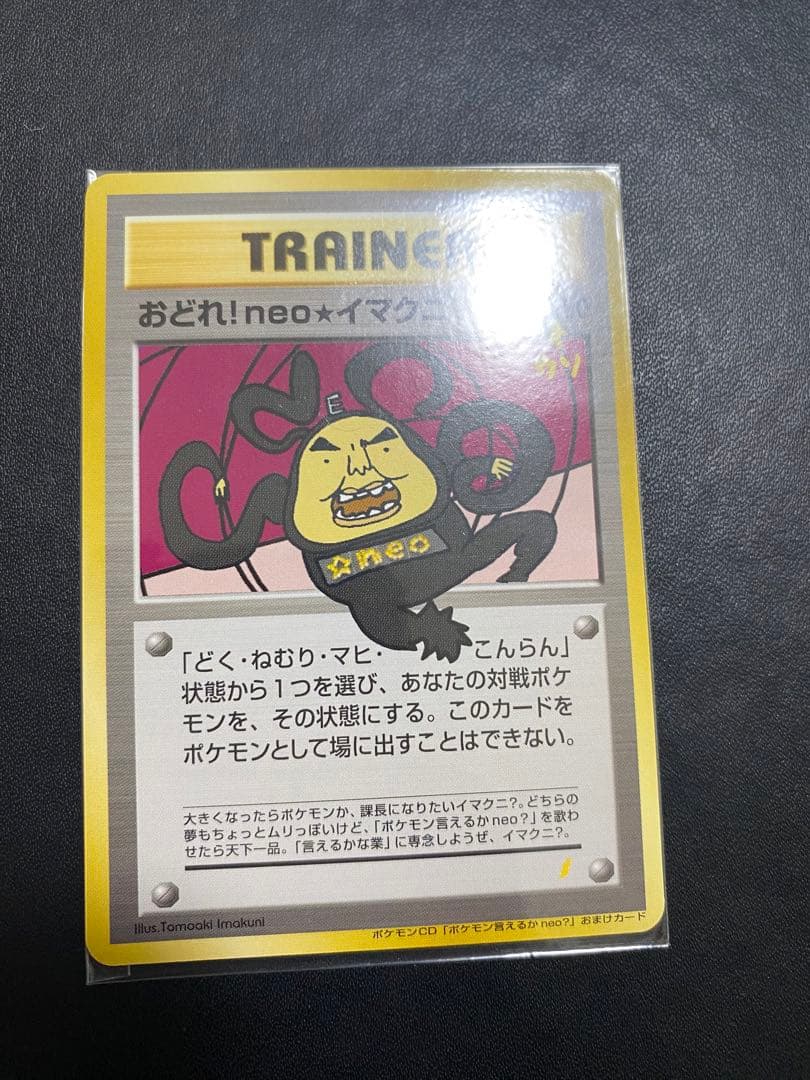 TRAINE
おどれ!neo★イマクニ
E
☆neo
「どく・ねむり・マヒ・ こんらん」
状態から1つを選び、あなたの対戦ポケ
モンを、その状態にする。このカードを
ポケモンとして場に出すことはできない。
大きくなったらポケモンか、課長になりたいイマクニ?。どちらの
夢もちょっとムリっぽいけど、「ポケモン言えるかneo?」を歌わ
せたら天下一品。「言えるかな業」に専念しようぜ、イマクニ?。
Illus.Tomoaki Imakuni
ポケモンCD「ポケモン言えるかneo?」おまけカード